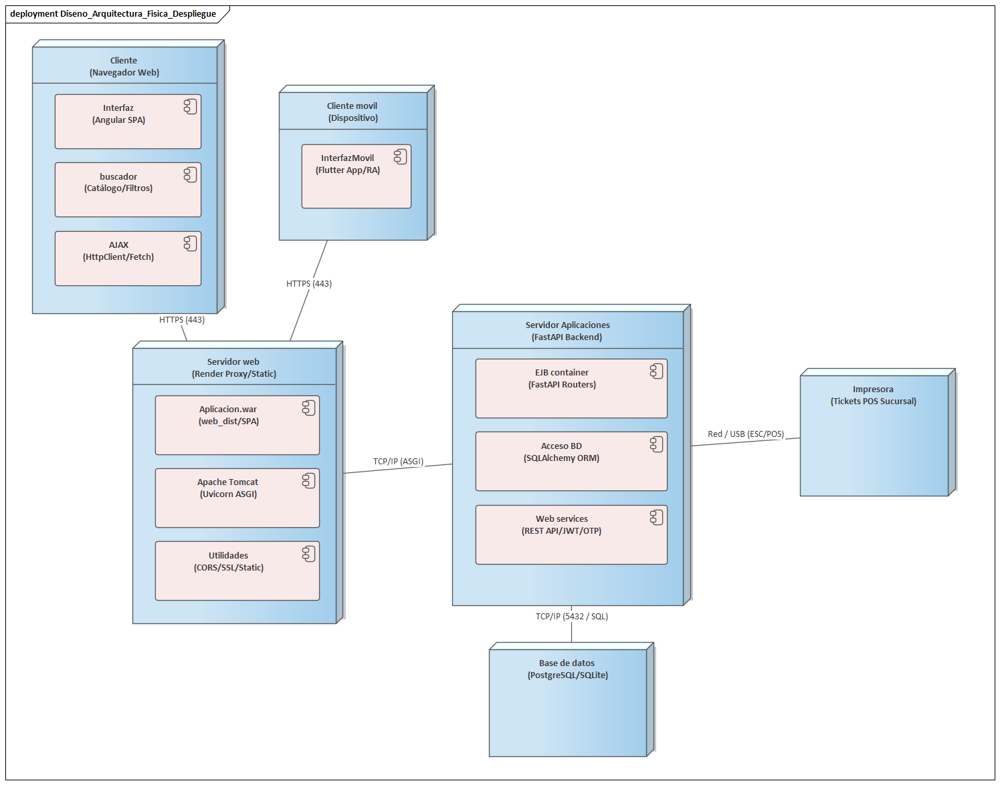 deployment Diseno_Arquitectura_Fisica_Despliegue
Cliente
(Navegador Web)
Interfaz
(Angular SPA)
buscador
(Catálogo/Filtros)
AJAX
(HttpClient/Fetch)
Cliente movil
(Dispositivo)
InterfazMovil
(Flutter App/RA)
HTTPS (443)
HTTPS (443)
Servidor web
(Render Proxy/Static)
Aplicacion.war
(web_dist/SPA)
Apache Tomcat
(Uvicorn ASGI)
Utilidades
(CORS/SSL/Static)
TCP/IP (ASGI)
Servidor Aplicaciones
(FastAPI Backend)
EJB container
(FastAPI Routers)
Acceso BD
(SQLAlchemy ORM)
Web services
(REST API/JWT/OTP)
Red / USB (ESC/POS)
Impresora
(Tickets POS Sucursal)
TCP/IP (5432 / SQL)
Base de datos
(PostgreSQL/SQLite)